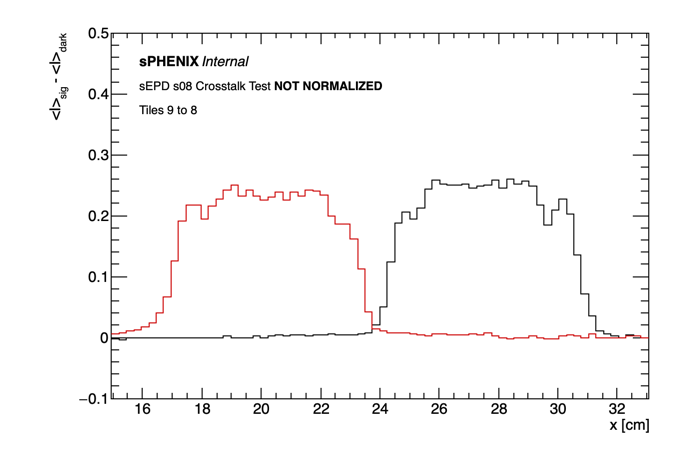 0.5
0.4
0.3
0.2
0.1
0
−0.1
<I>sig - <I>dark
sPHENIX Internal
sEPD s08 Crosstalk Test NOT NORMALIZED
Tiles 9 to 8
16 18 20 22 24 26 28 30 32
x [cm]